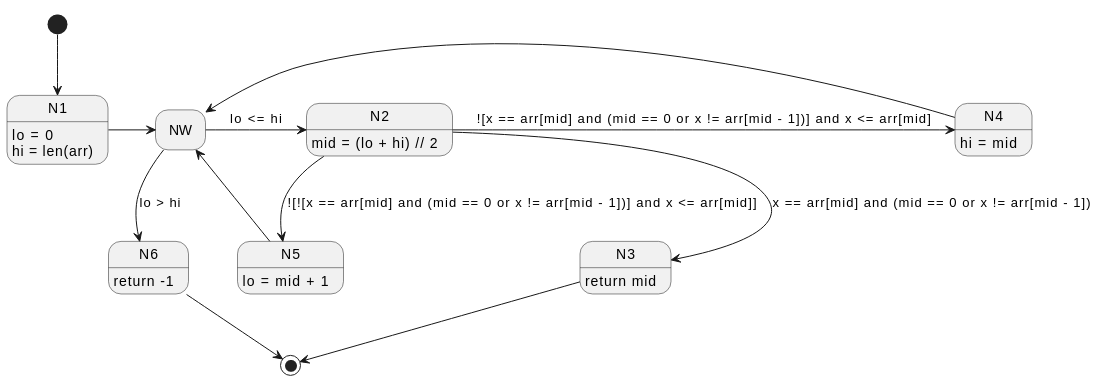 N1
lo = 0
hi = len(arr)
NW
lo <= hi
N2
mid = (lo + hi) // 2
![x == arr[mid] and (mid == 0 or x != arr[mid - 1])] and x <= arr[mid]
N4
hi = mid
lo > hi
![![x == arr[mid] and (mid == 0 or x != arr[mid - 1])] and x <= arr[mid]]
x == arr[mid] and (mid == 0 or x != arr[mid - 1])
N6
return -1
N5
lo = mid + 1
N3
return mid